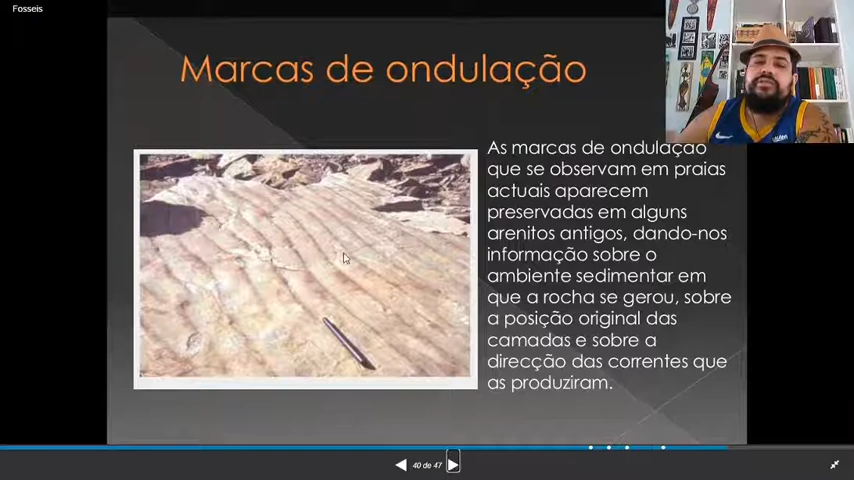 Fosseis
Marcas de ondulação
As marcas de ondulação
que se observam em praias
actuais aparecem
preservadas em alguns
arenitos antigos, dando-nos
informação sobre o
ambiente sedimentar em
que a rocha se gerou, sobre
a posição original das
camadas e sobre a
direcção das correntes que
as produziram.
40 de 47